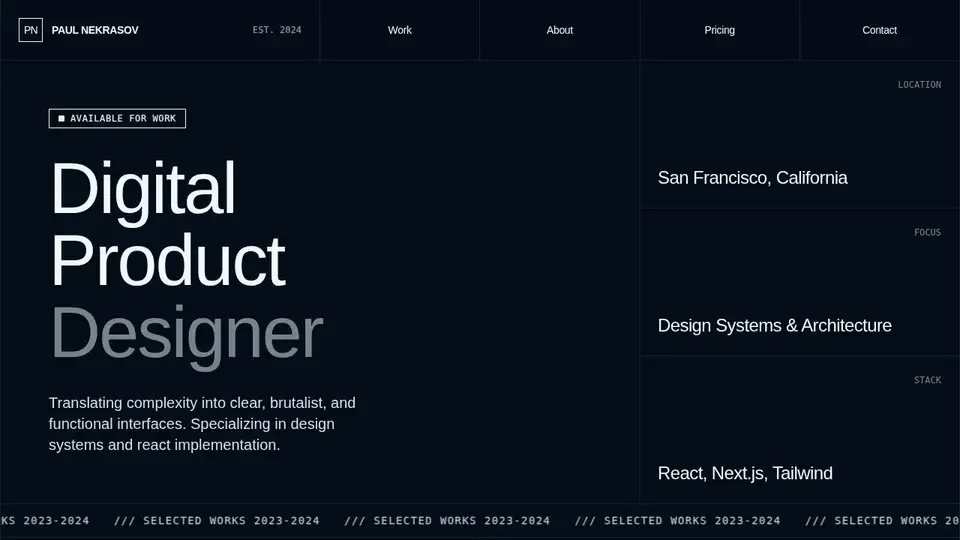 PN PAUL NEKRASOV EST. 2024 Work About Pricing Contact
AVAILABLE FOR WORK
Digital
Product
Designer
Translating complexity into clear, brutalist, and
functional interfaces. Specializing in design
systems and react implementation.
LOCATION
San Francisco, California
FOCUS
Design Systems & Architecture
STACK
React, Next.js, Tailwind
KS 2023-2024 /// SELECTED WORKS 2023-2024 /// SELECTED WORKS 2023-2024 /// SELECTED WORKS 2023-2024 /// SELECTED WORKS 20